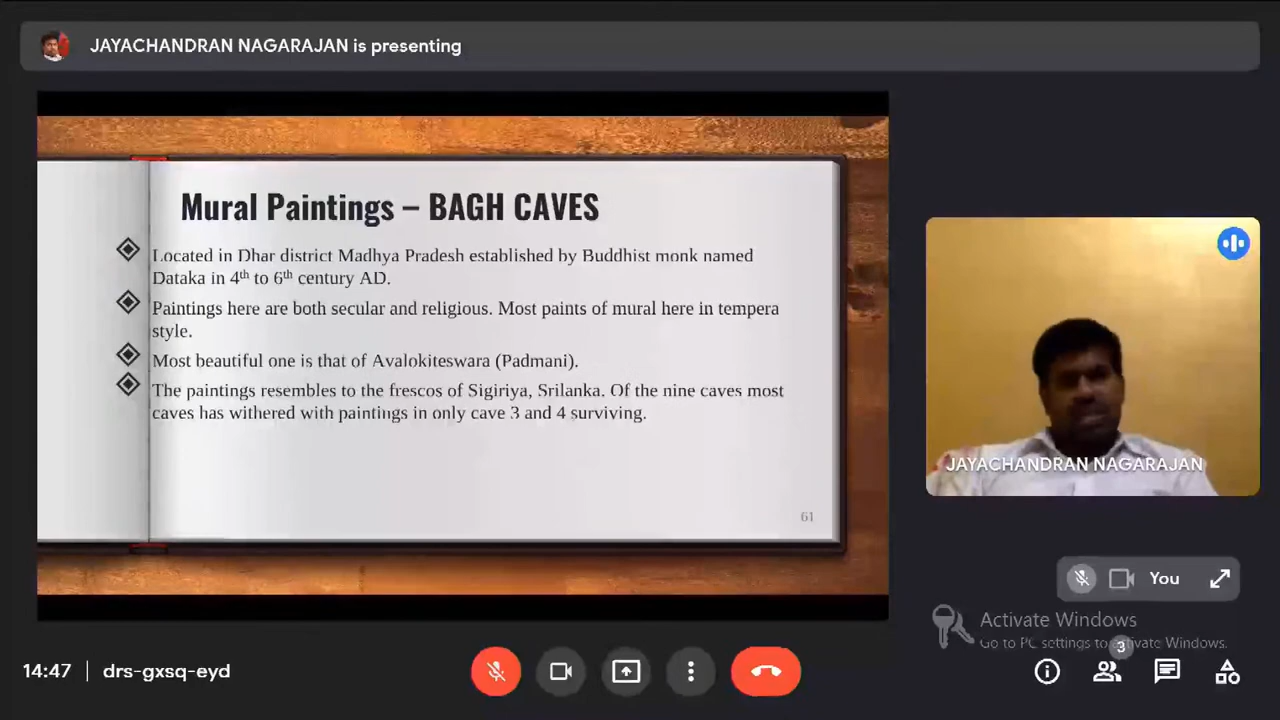 JAYACHANDRAN NAGARAJAN is presenting
Mural Paintings – BAGH CAVES
Located in Dhar district Madhya Pradesh established by Buddhist monk named
Dataka in 4th to 6th century AD.
Paintings here are both secular and religious. Most paints of mural here in tempera
style.
Most beautiful one is that of Avalokiteswara (Padmani).
The paintings resembles to the frescos of Sigiriya, Srilanka. Of the nine caves most
caves has withered with paintings in only cave 3 and 4 surviving.
61
JAYACHANDRAN NAGARAJAN
You
Activate Windows
Go to PC settings to activate Windows.
3
14:47
drs-gxsq-eyd